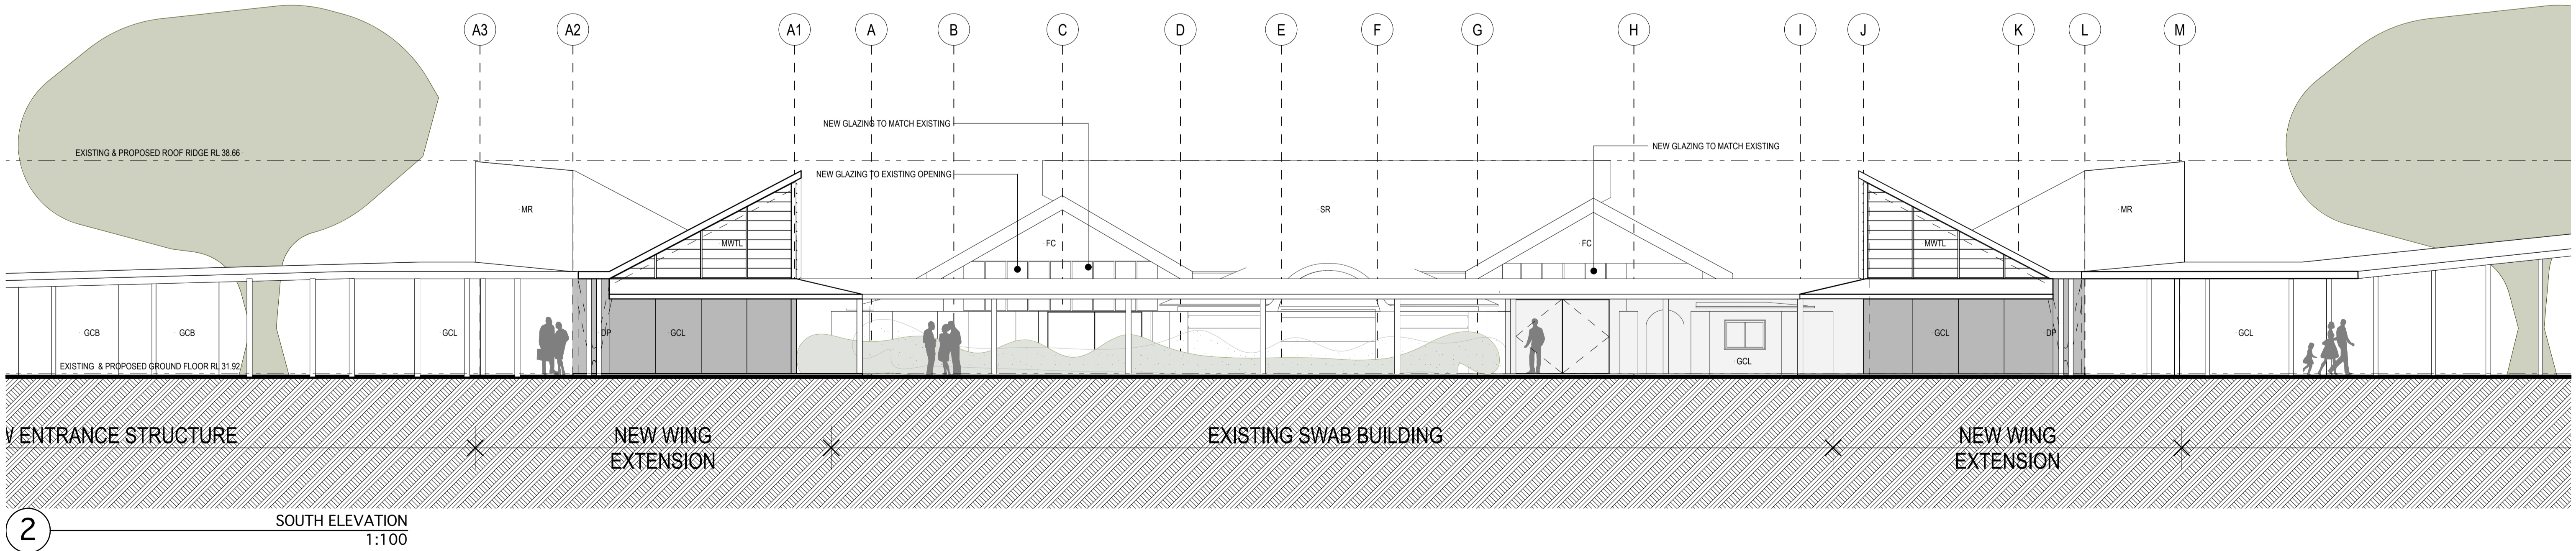 A3
A2
A1
A
B
C
D
E
F
G
H
I
J
K
L
M
NEW GLAZING TO MATCH EXISTING
NEW GLAZING TO MATCH EXISTING
EXISTING & PROPOSED ROOF RIDGE RL 38.66
NEW GLAZING TO EXISTING OPENING
MR
SR
MR
MWTL
FC
FC
MWTL
GCB
GCB
GCL
DP
GCL
GCL
DP
GCL
GCL
EXISTING & PROPOSED GROUND FLOOR RL 31.92
W ENTRANCE STRUCTURE
NEW WING
EXTENSION
EXISTING SWAB BUILDING
NEW WING
EXTENSION
2
SOUTH ELEVATION
1:100